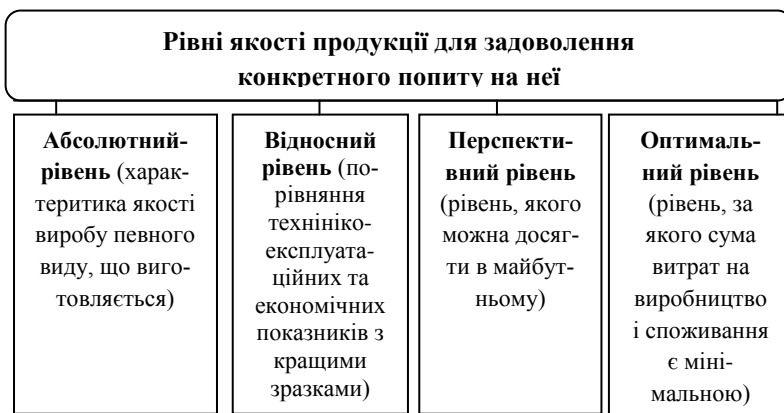 Рівні якості продукції для задоволення
конкретного попиту на неї
Абсолютний-
рівень (харак-
теритика якості
виробу певного
виду, що виго-
товляється)
Відносний
рівень (по-
рівняння
технініко-
експлуата-
ційних та
економічних
показників з
кращими
зразками)
Перспекти-
вний рівень
(рівень, якого
можна досяг-
ти в майбут-
ньому)
Оптималь-
ний рівень
(рівень, за
якого сума
витрат на
виробництво
і споживання
є міні-
мальною)